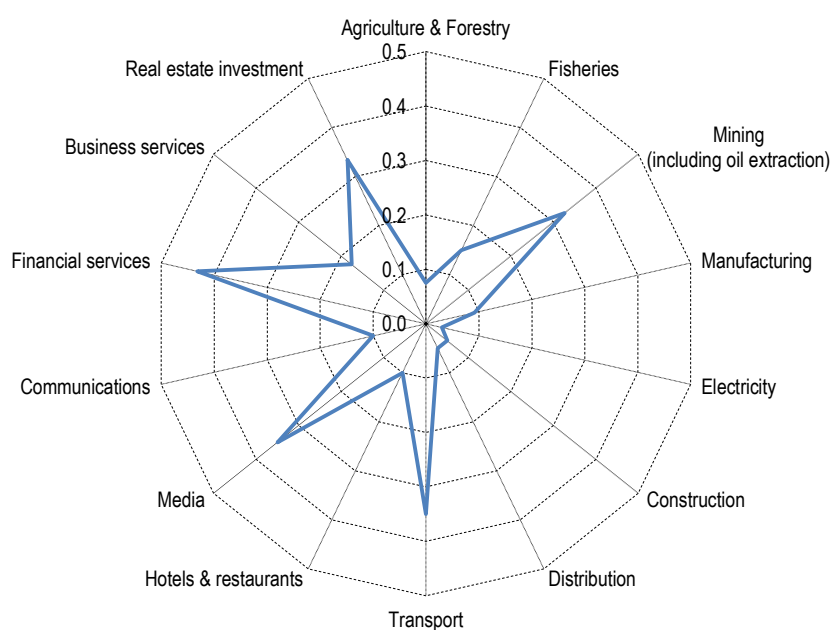 Agriculture & Forestry
0.5
Real estate investment
Fisheries
0.4
Business services
Mining
(including oil extraction)
0.3
0.2
Financial services
0.1
Manufacturing
0.0
Communications
Electricity
Media
Construction
Hotels & restaurants
Distribution
Transport